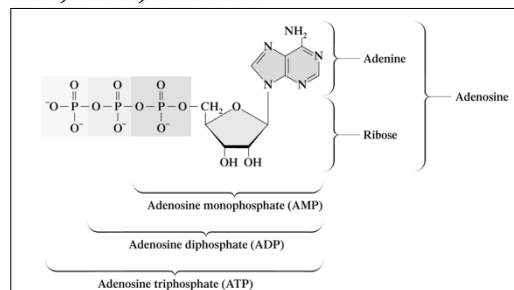 NH₂
N
N
N
N
Adenine
Adenosine
O
O
O
⁻O—P—O—P—O—P—O—CH₂
O
O⁻
O⁻
O⁻
Ribose
OH OH
Adenosine monophosphate (AMP)
Adenosine diphosphate (ADP)
Adenosine triphosphate (ATP)